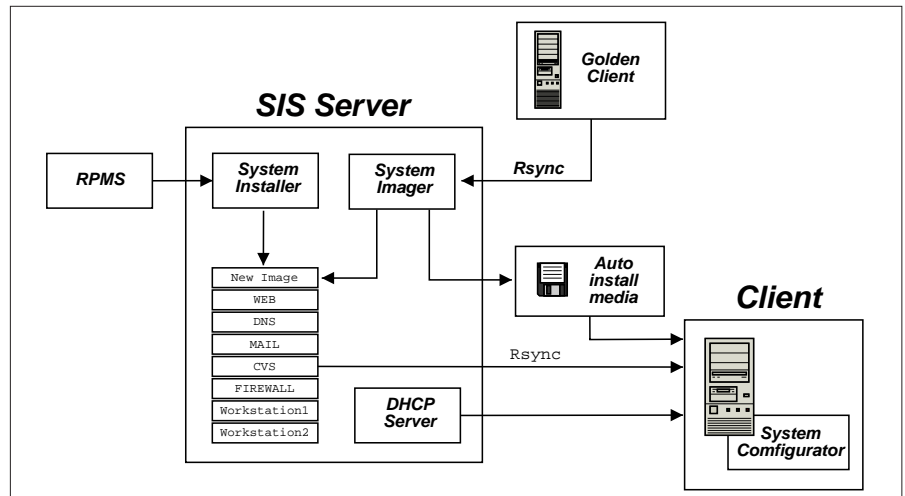 Golden
Client
SIS Server
RPMS
System
Installer
System
Imager
Rsync
New Image
WEB
DNS
MAIL
CVS
FIREWALL
Workstation1
Workstation2
Auto
install
media
Client
Rsync
DHCP
Server
System
Comfigurator